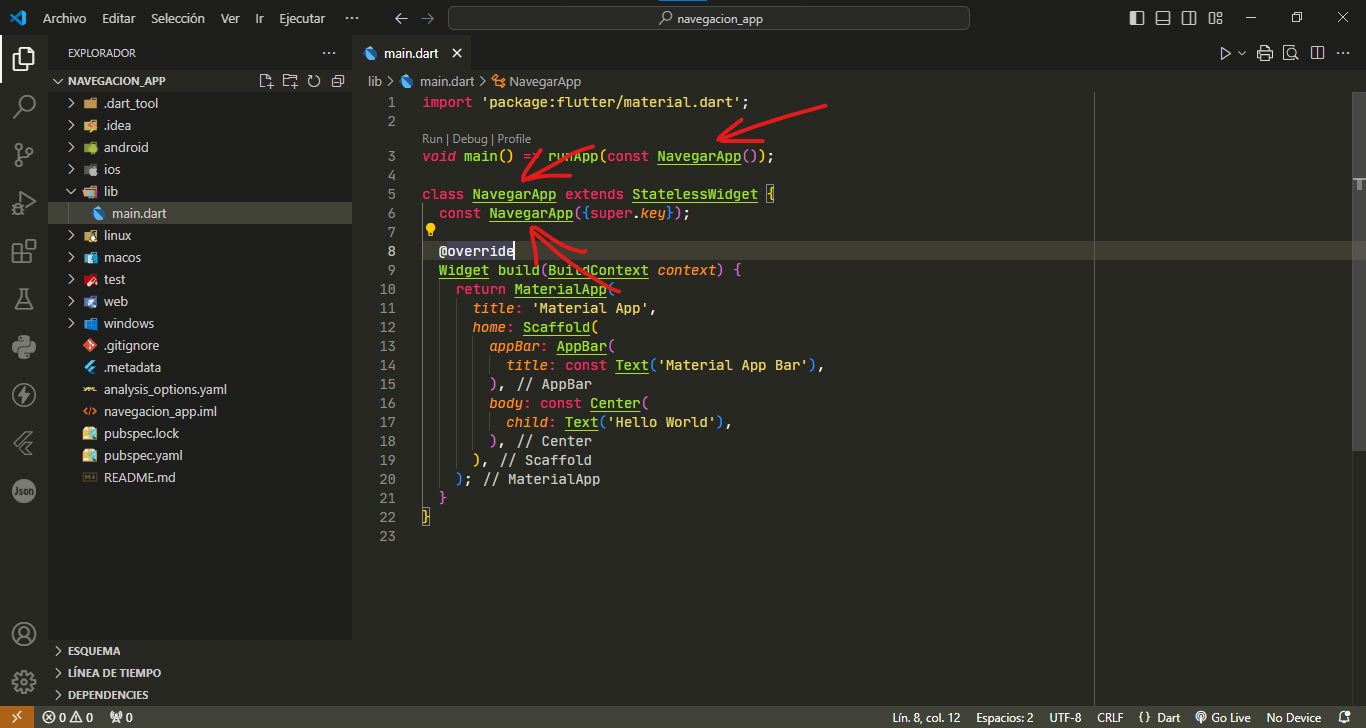 Archivo Editar Selección Ver Ir Ejecutar ··· navegacion_app
EXPLORADOR ···
NAVEGACION_APP
.dart_tool
.idea
android
ios
lib
main.dart
linux
macos
test
web
windows
.gitignore
.metadata
analysis_options.yaml
navegacion_app.iml
pubspec.lock
pubspec.yaml
README.md
ESQUEMA
LÍNEA DE TIEMPO
DEPENDENCIES
main.dart
lib > main.dart > NavegarApp
1 import 'package:flutter/material.dart';
2
Run | Debug | Profile
3 void main() => runApp(const NavegarApp());
4
5 class NavegarApp extends StatelessWidget {
6 const NavegarApp({super.key});
7
8 @override
9 Widget build(BuildContext context) {
10 return MaterialApp(
11 title: 'Material App',
12 home: Scaffold(
13 appBar: AppBar(
14 title: const Text('Material App Bar'),
15 ), // AppBar
16 body: const Center(
17 child: Text('Hello World'),
18 ), // Center
19 ), // Scaffold
20 ); // MaterialApp
21 }
22 }
23
Json
0 0 0 Lín. 8, col. 12 Espacios: 2 UTF-8 CRLF {} Dart Go Live No Device